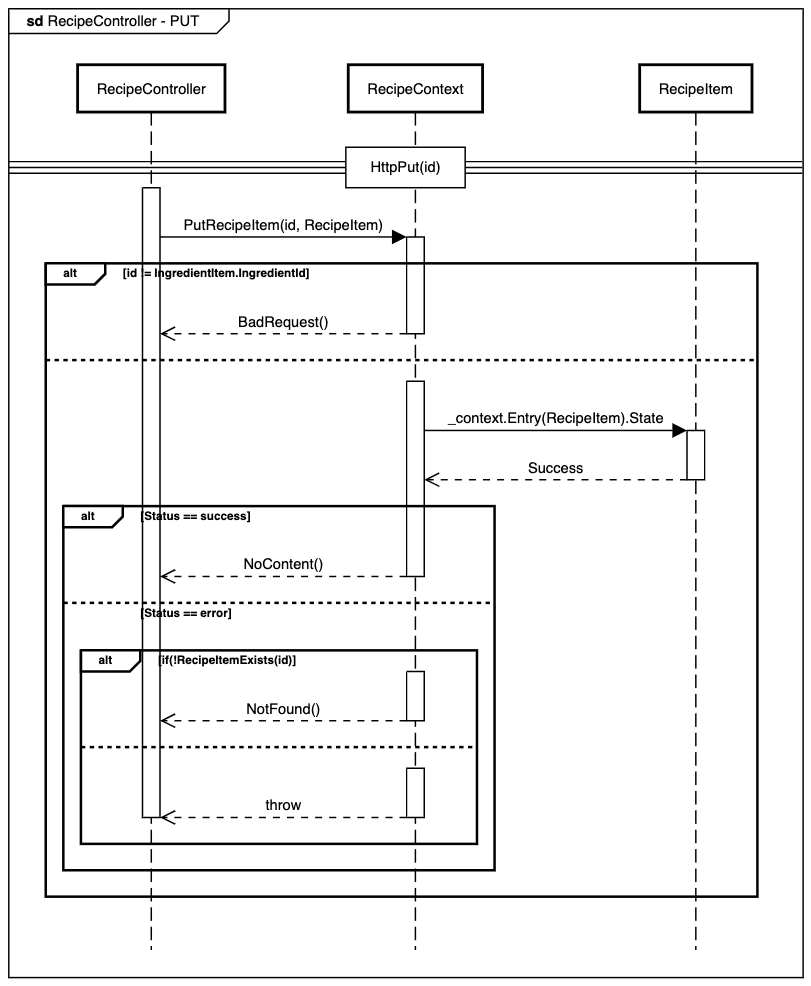 sd RecipeController - PUT
RecipeController
RecipeContext
RecipeItem
HttpPut(id)
PutRecipeItem(id, RecipeItem)
alt
[id != IngredientItem.IngredientId]
BadRequest()
_context.Entry(RecipeItem).State
Success
alt
[Status == success]
NoContent()
[Status == error]
alt
[if(!RecipeItemExists(id)]
NotFound()
throw